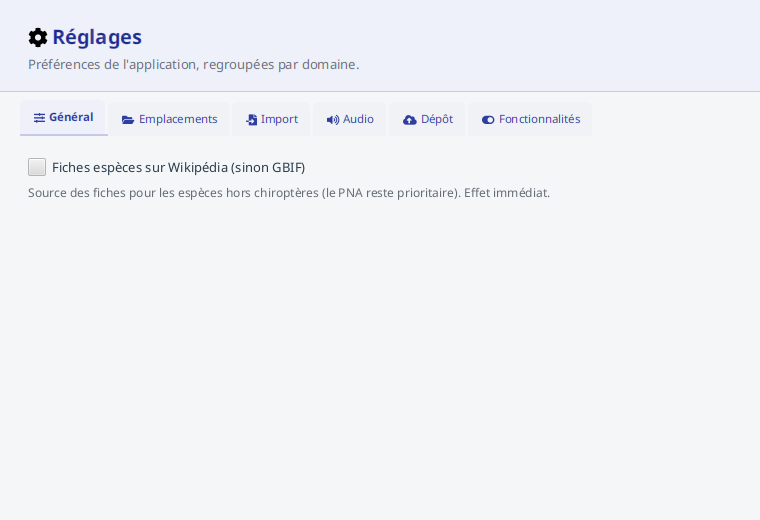 Réglages
Préférences de l'application, regroupées par domaine.
Général Emplacements Import Audio Dépôt Fonctionnalités
Fiches espèces sur Wikipédia (sinon GBIF)
Source des fiches pour les espèces hors chiroptères (le PNA reste prioritaire). Effet immédiat.